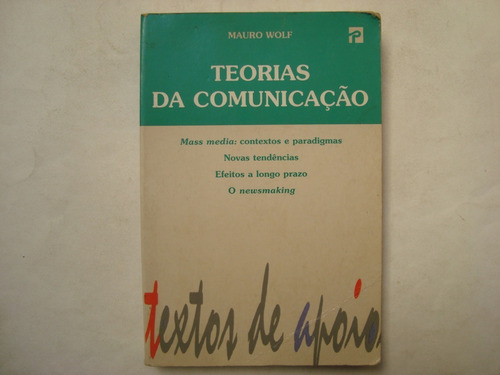 MAURO WOLF
TEORIAS
DA COMUNICAÇÃO
Mass media: contextos e paradigmas
Novas tendências
Efeitos a longo prazo
O newsmaking
textos de apoio